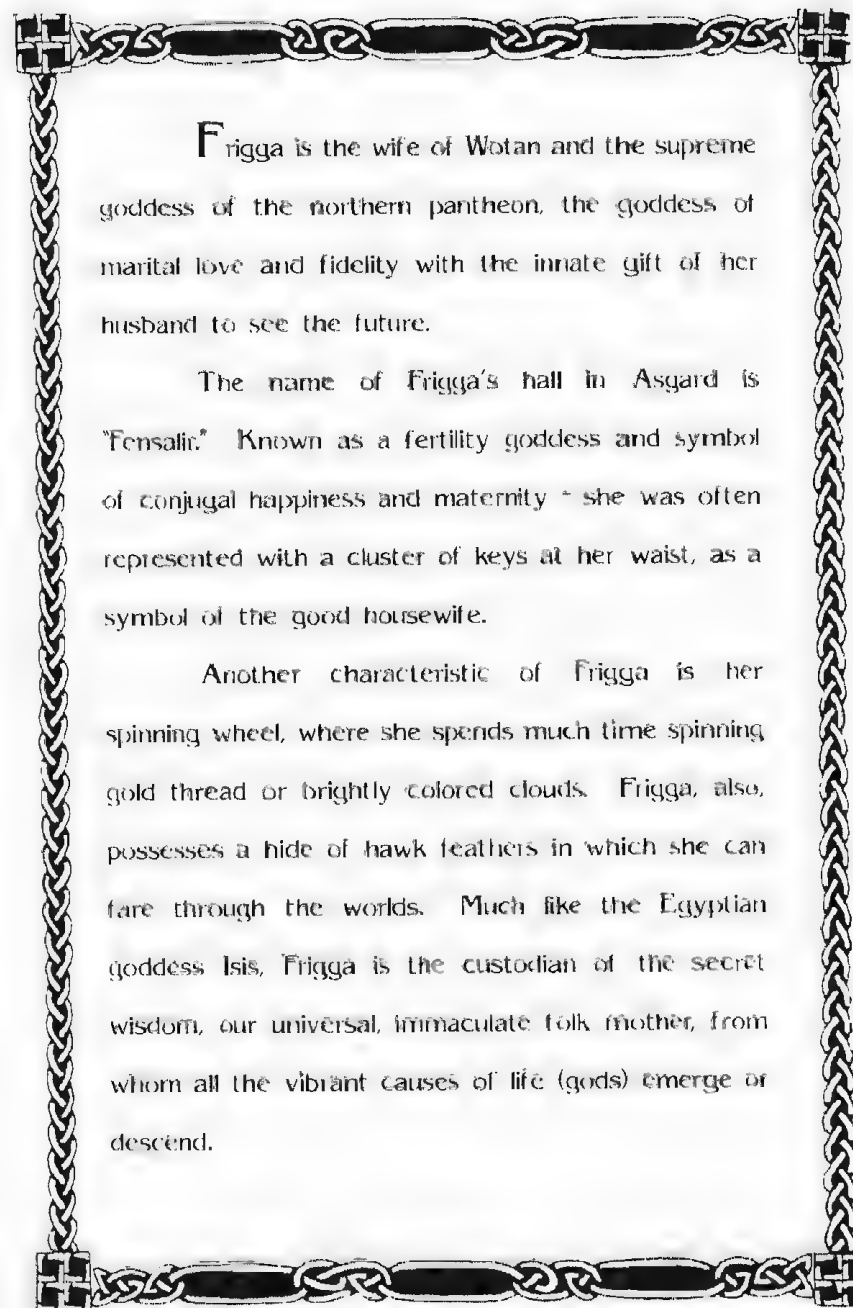 Frigga is the wife of Wotan and the supreme
goddess of the northern pantheon, the goddess of
marital love and fidelity with the innate gift of her
husband to see the future.
The name of Frigga's hall in Asgard is
"Fensalir." Known as a fertility goddess and symbol
of conjugal happiness and maternity - she was often
represented with a cluster of keys at her waist, as a
symbol of the good housewife.
Another characteristic of Frigga is her
spinning wheel, where she spends much time spinning
gold thread or brightly colored clouds. Frigga, also,
possesses a hide of hawk feathers in which she can
fare through the worlds. Much like the Egyptian
goddess Isis, Frigga is the custodian of the secret
wisdom, our universal, immaculate folk mother, from
whom all the vibrant causes of life (gods) emerge or
descend.